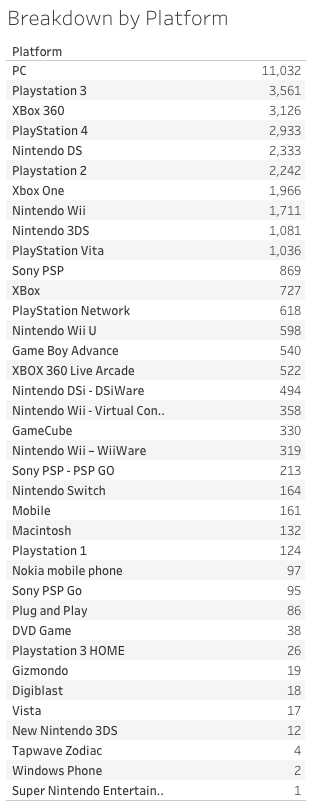 Breakdown by Platform
Platform
PC 11,032
Playstation 3 3,561
XBox 360 3,126
PlayStation 4 2,933
Nintendo DS 2,333
Playstation 2 2,242
Xbox One 1,966
Nintendo Wii 1,711
Nintendo 3DS 1,081
PlayStation Vita 1,036
Sony PSP 869
XBox 727
PlayStation Network 618
Nintendo Wii U 598
Game Boy Advance 540
XBOX 360 Live Arcade 522
Nintendo DSi - DSiWare 494
Nintendo Wii - Virtual Con.. 358
GameCube 330
Nintendo Wii – WiiWare 319
Sony PSP - PSP GO 213
Nintendo Switch 164
Mobile 161
Macintosh 132
Playstation 1 124
Nokia mobile phone 97
Sony PSP Go 95
Plug and Play 86
DVD Game 38
Playstation 3 HOME 26
Gizmondo 19
Digiblast 18
Vista 17
New Nintendo 3DS 12
Tapwave Zodiac 4
Windows Phone 2
Super Nintendo Entertain.. 1